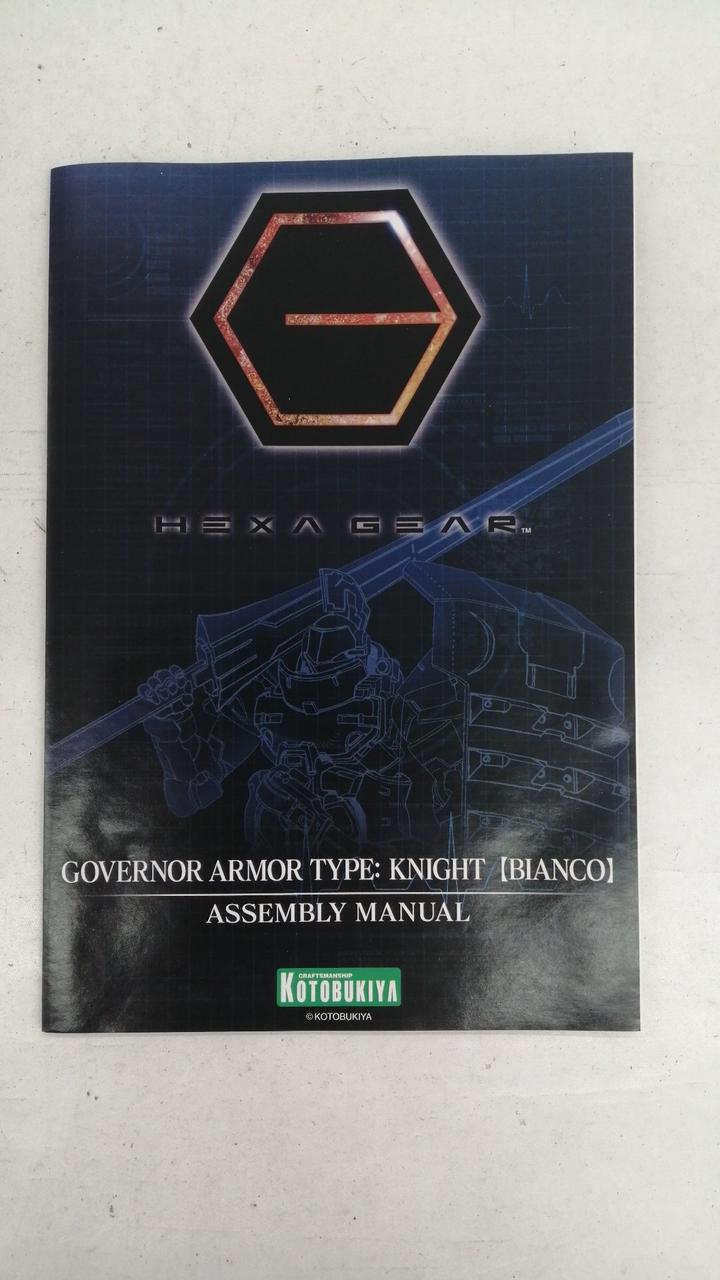 HEXA GEAR™
GOVERNOR ARMOR TYPE: KNIGHT【BIANCO】
ASSEMBLY MANUAL
CRAFTSMANSHIP
KOTOBUKIYA
© KOTOBUKIYA